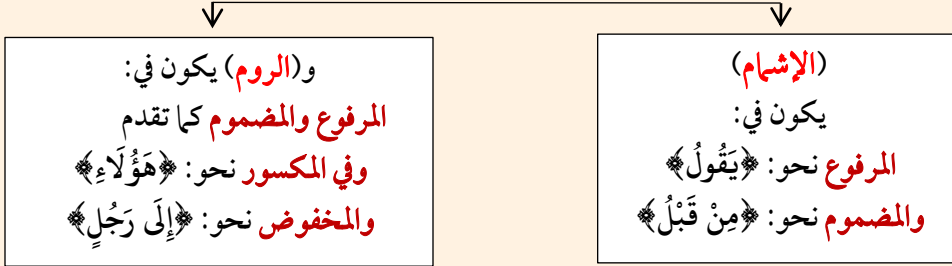 (الإشمام)
يكون في:
المرفوع نحو: ﴿يَقُولُ﴾
والمضموم نحو: ﴿مِنْ قَبْلُ﴾
و(الروم) يكون في:
المرفوع والمضموم كما تقدم
وفي المكسور نحو: ﴿هَؤُلَاءِ﴾
والمخفوض نحو: ﴿إِلَى رَجُلٍ﴾